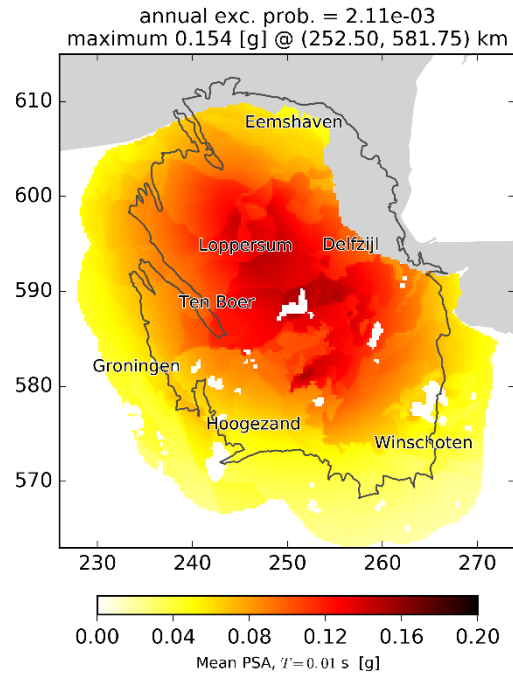 annual exc. prob. = 2.11e-03
maximum 0.154 [g] @ (252.50, 581.75) km
610
Eemshaven
600
Loppersum Delfzijl
590
Ten Boer
Groningen
580
Hoogezand
Winschoten
570
230 240 250 260 270
0.00 0.04 0.08 0.12 0.16 0.20
Mean PSA, T=0.01 s [g]